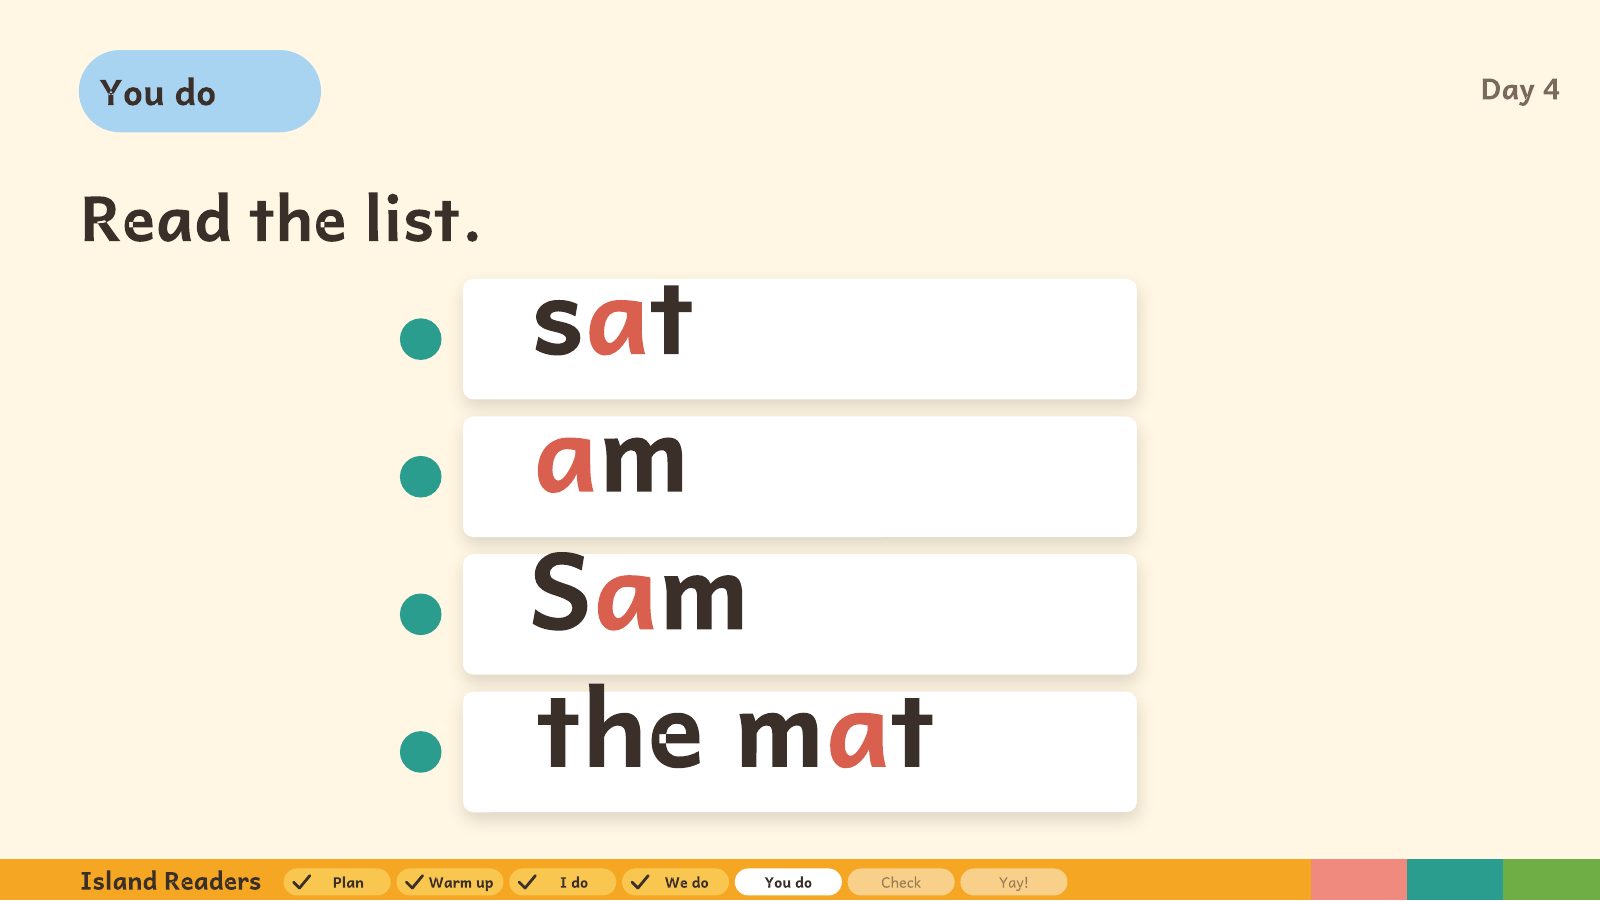 You do
Day 4
Read the list.
sat
am
Sam
the mat
Island Readers Plan Warm up I do We do You do Check Yay!